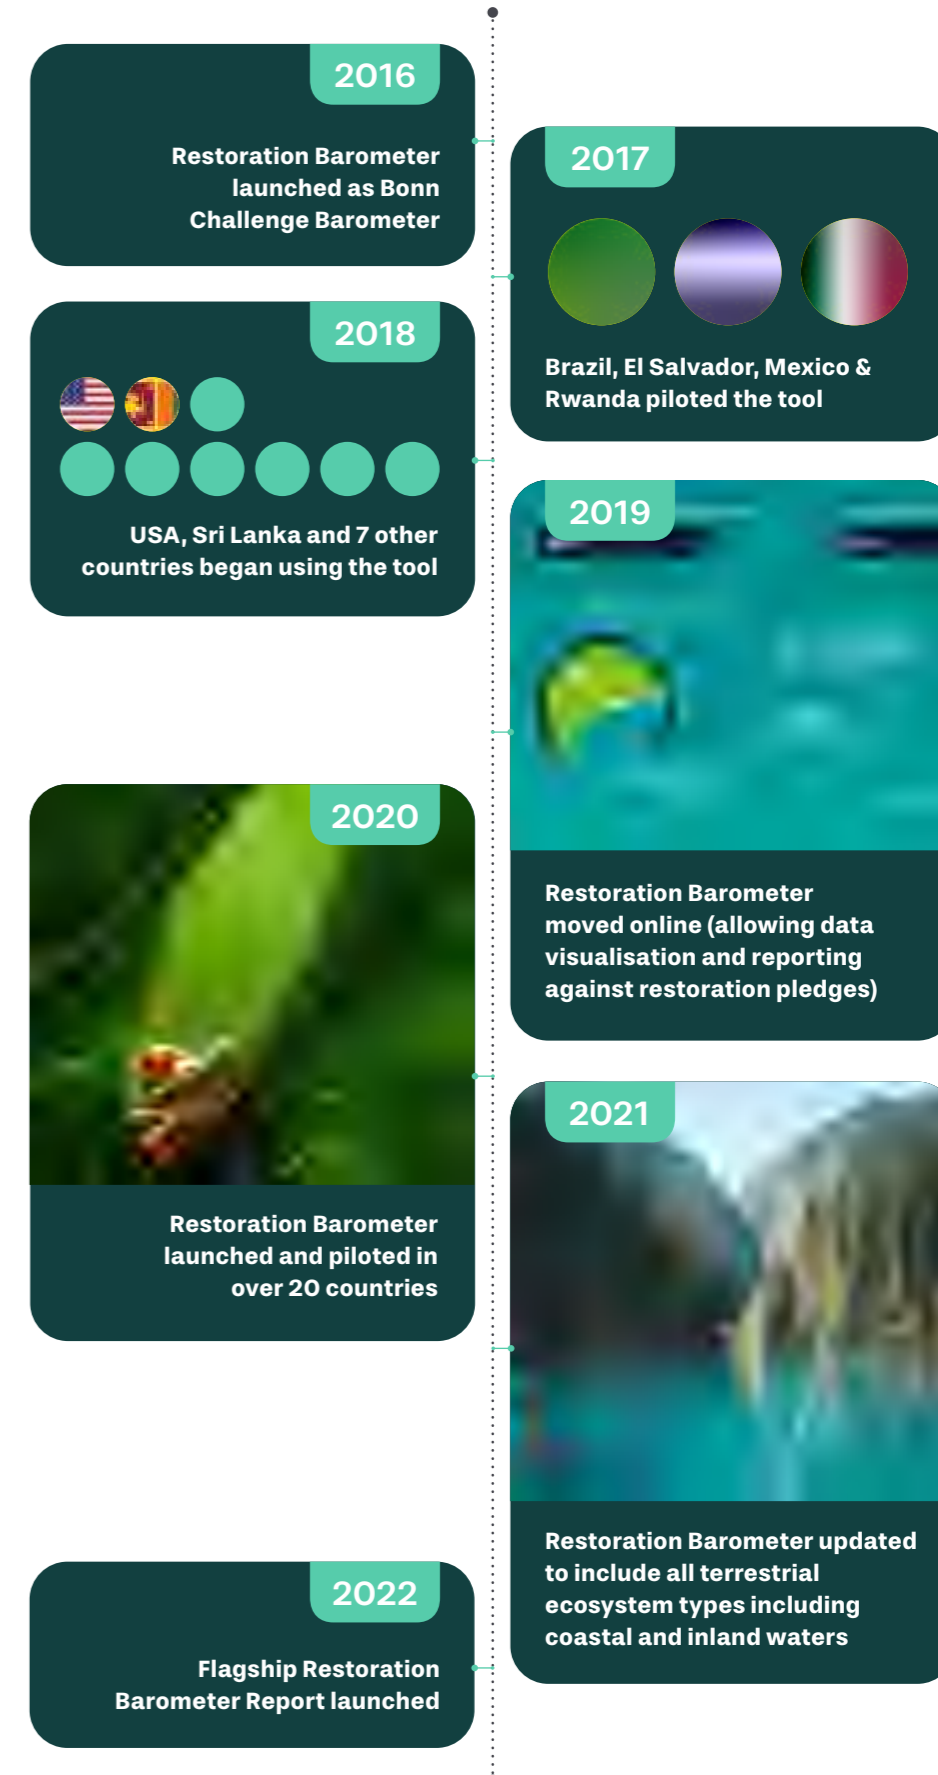 2016
Restoration Barometer
launched as Bonn
Challenge Barometer
2017
Brazil, El Salvador, Mexico &
Rwanda piloted the tool
2018
USA, Sri Lanka and 7 other
countries began using the tool
2019
Restoration Barometer
moved online (allowing data
visualisation and reporting
against restoration pledges)
2020
Restoration Barometer
launched and piloted in
over 20 countries
2021
Restoration Barometer updated
to include all terrestrial
ecosystem types including
coastal and inland waters
2022
Flagship Restoration
Barometer Report launched